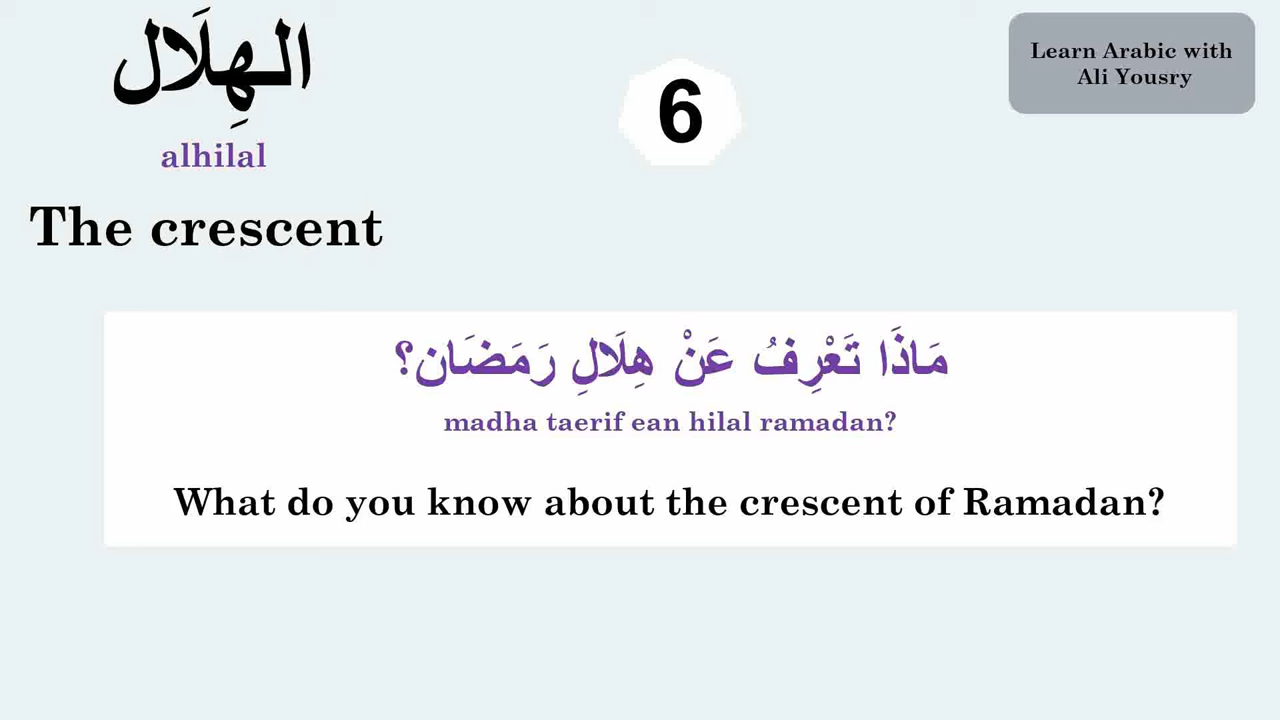 الهِلَال
alhilal
The crescent
6
Learn Arabic with
Ali Yousry
مَاذَا تَعْرِفُ عَنْ هِلَالِ رَمَضَان؟
madha taerif ean hilal ramadan?
What do you know about the crescent of Ramadan?